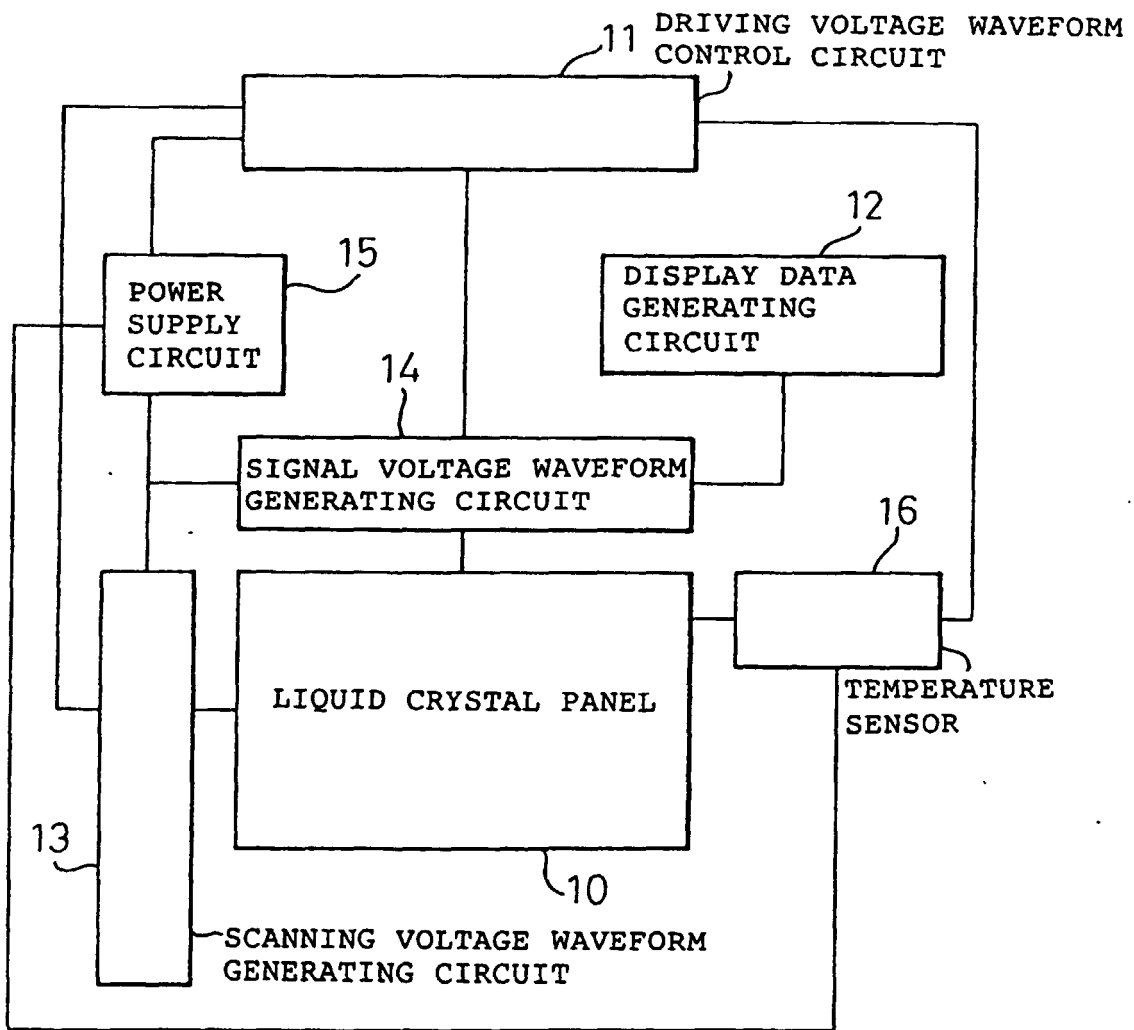 11
DRIVING VOLTAGE WAVEFORM
CONTROL CIRCUIT
12
15
DISPLAY DATA
GENERATING
CIRCUIT
POWER
SUPPLY
CIRCUIT
14
SIGNAL VOLTAGE WAVEFORM
GENERATING CIRCUIT
16
LIQUID CRYSTAL PANEL
TEMPERATURE
SENSOR
13
10
SCANNING VOLTAGE WAVEFORM
GENERATING CIRCUIT